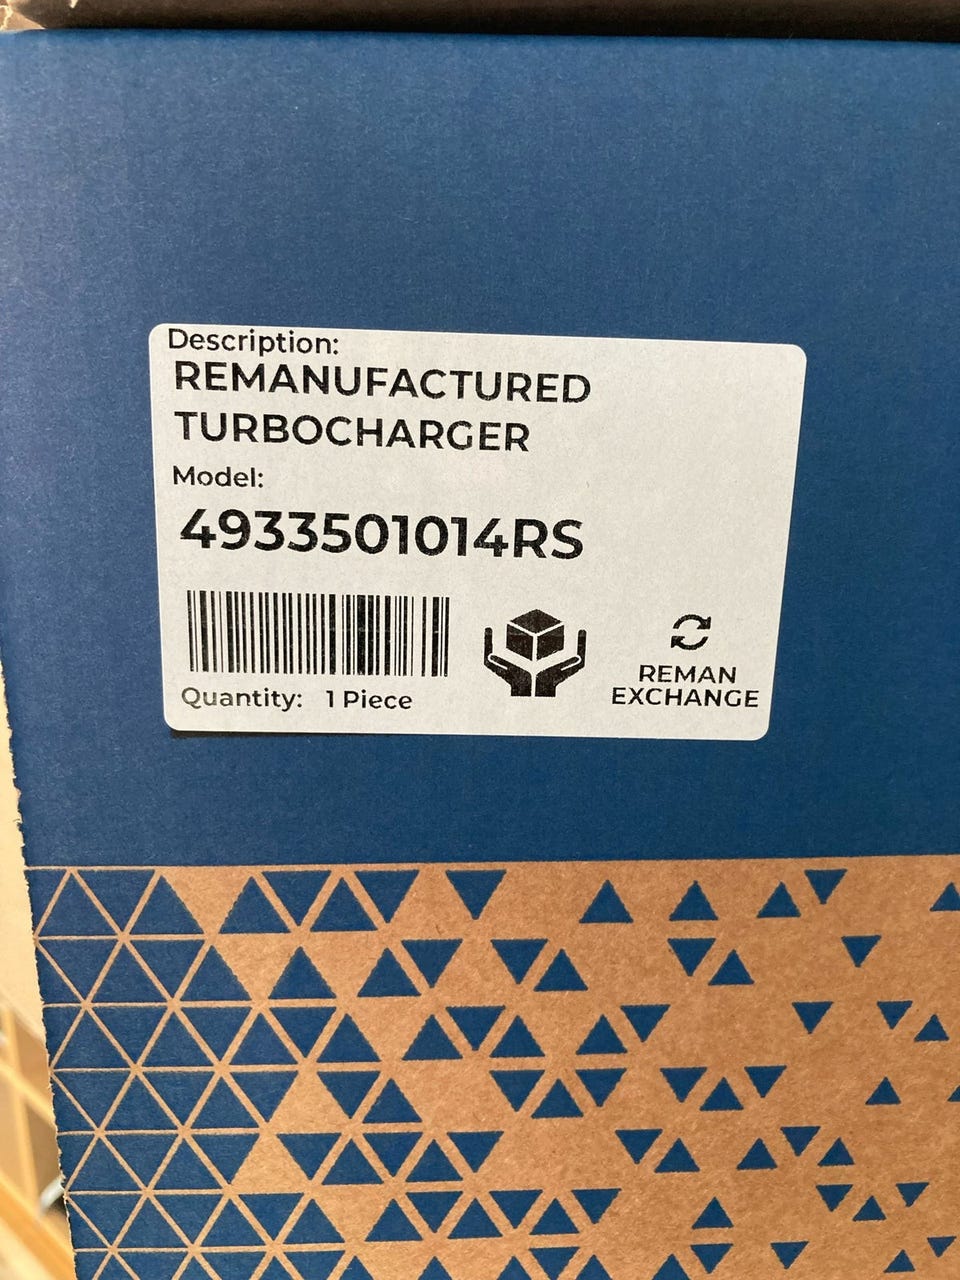 Description:
REMANUFACTURED
TURBOCHARGER
Model:
4933501014RS
Quantity: 1 Piece
REMAN
EXCHANGE